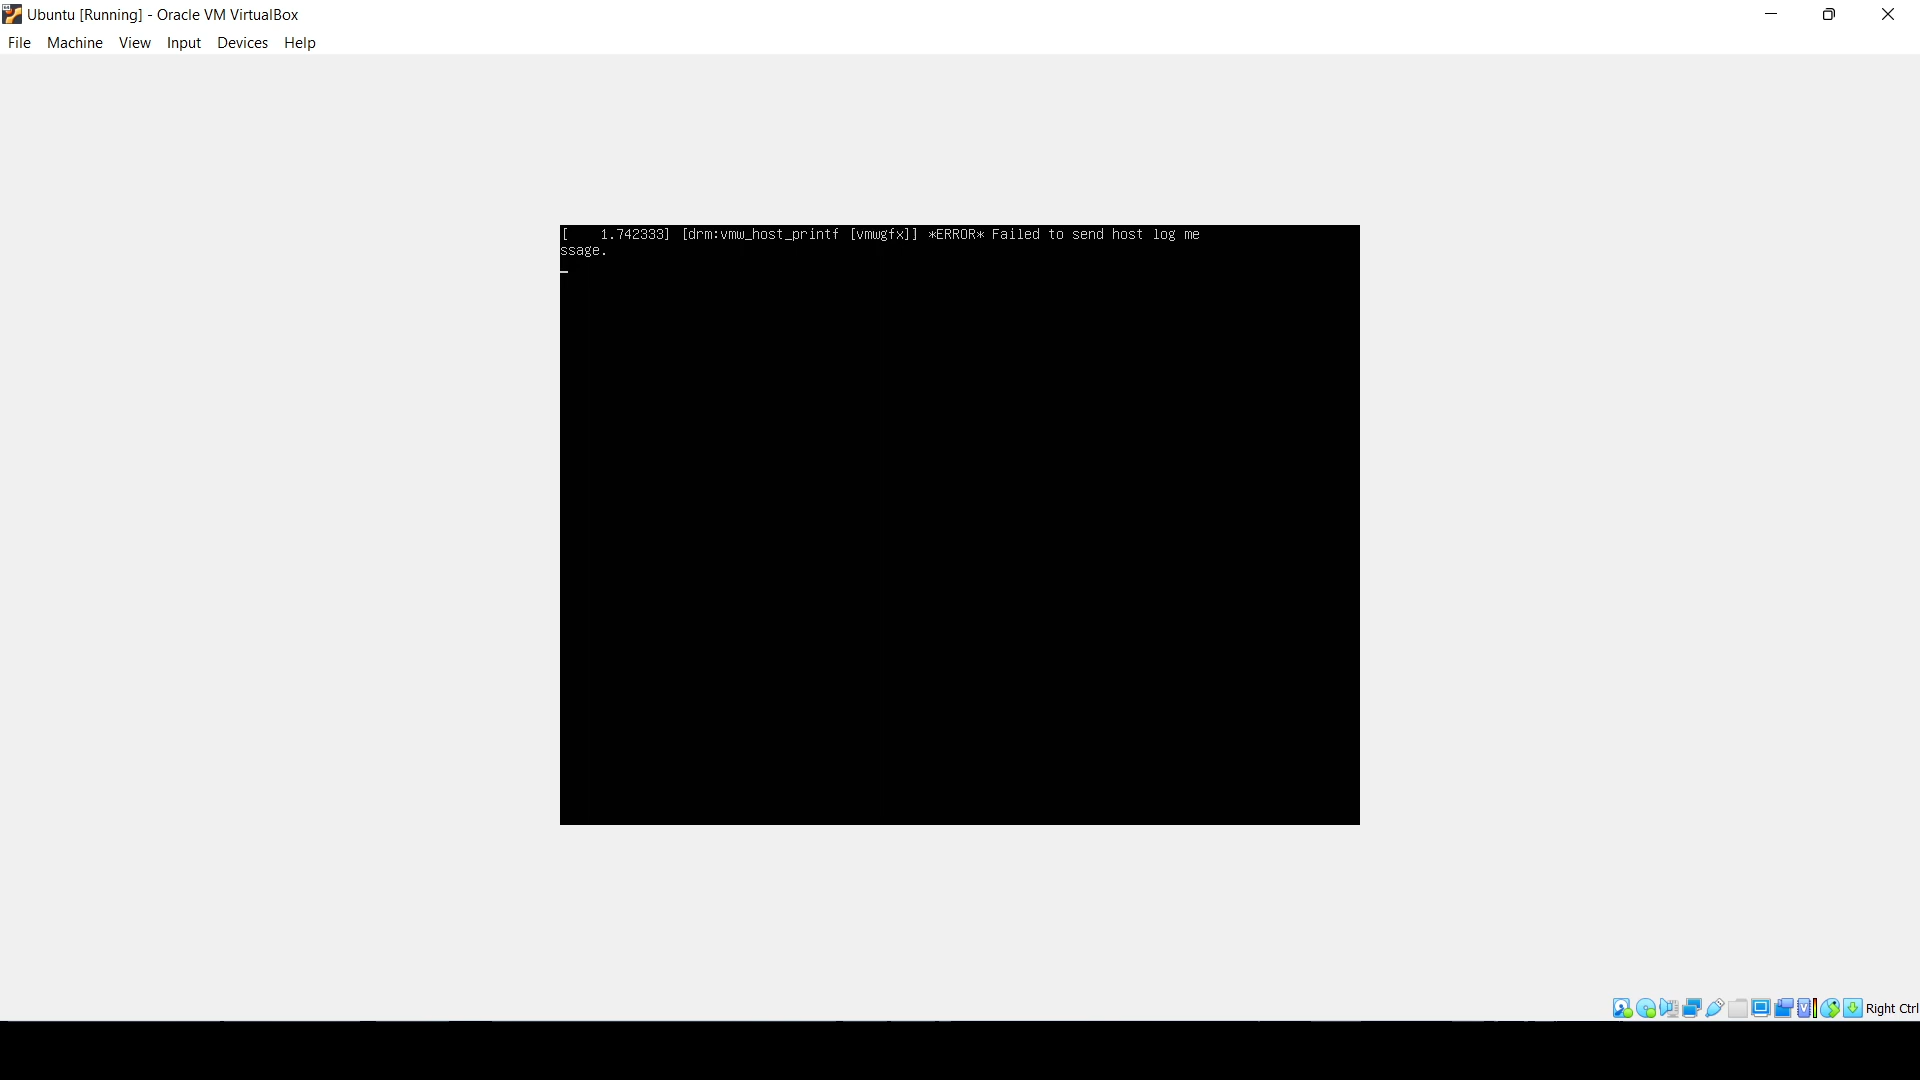 Ubuntu [Running] - Oracle VM VirtualBox
File Machine View Input Devices Help
[    1.742333] [drm:vmw_host_printf [vmwgfx]] *ERROR* Failed to send host log me
ssage.
Right Ctrl